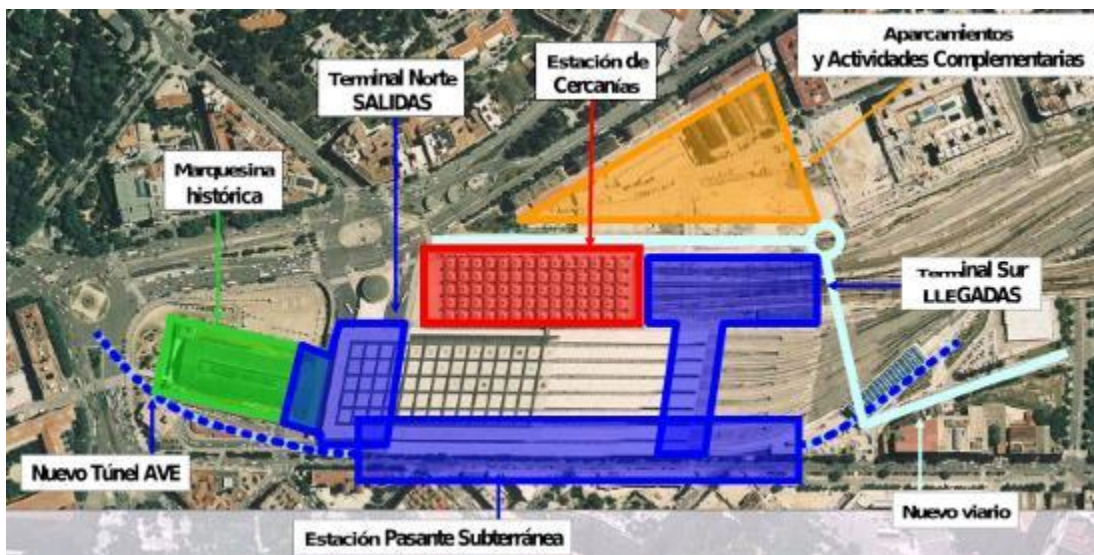 Aparcamientos
y Actividades Complementarias
Estación de
Cercanías
Terminal Norte
SALIDAS
Marquesina
histórica
Terminal Sur
LLEGADAS
Nuevo Túnel AVE
Nuevo viario
Estación Pasante Subterránea